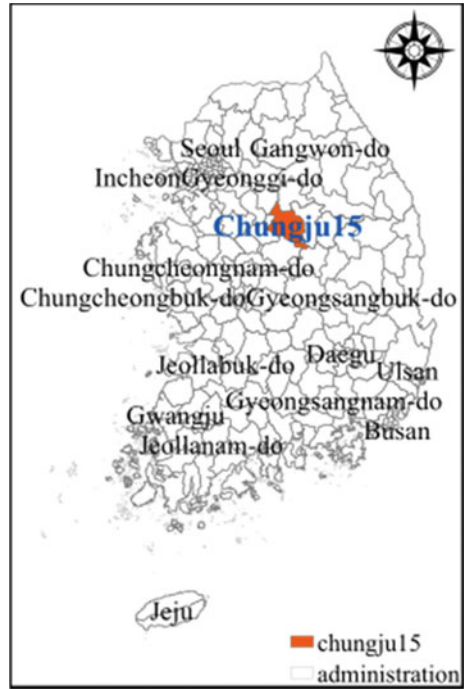 Seoul Gangwon-do
IncheonGyeonggi-do
Chungju15
Chungcheongnam-do
Chungcheongbuk-doGyeongsangbuk-do
Daegu
Jeollabuk-do
Ulsan
Gyeongsangnam-do
Gwangju
Busan
Jeollanam-do
Jeju
chungju15
administration